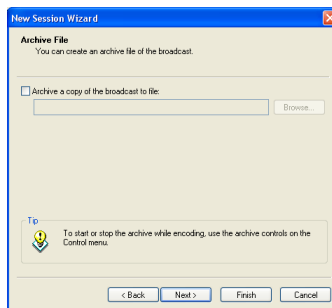 New Session Wizard
Archive File
You can create an archive file of the broadcast.
Archive a copy of the broadcast to file:
Browse...
Tip
To start or stop the archive while encoding, use the archive controls on the
Control menu.
< Back Next > Finish Cancel